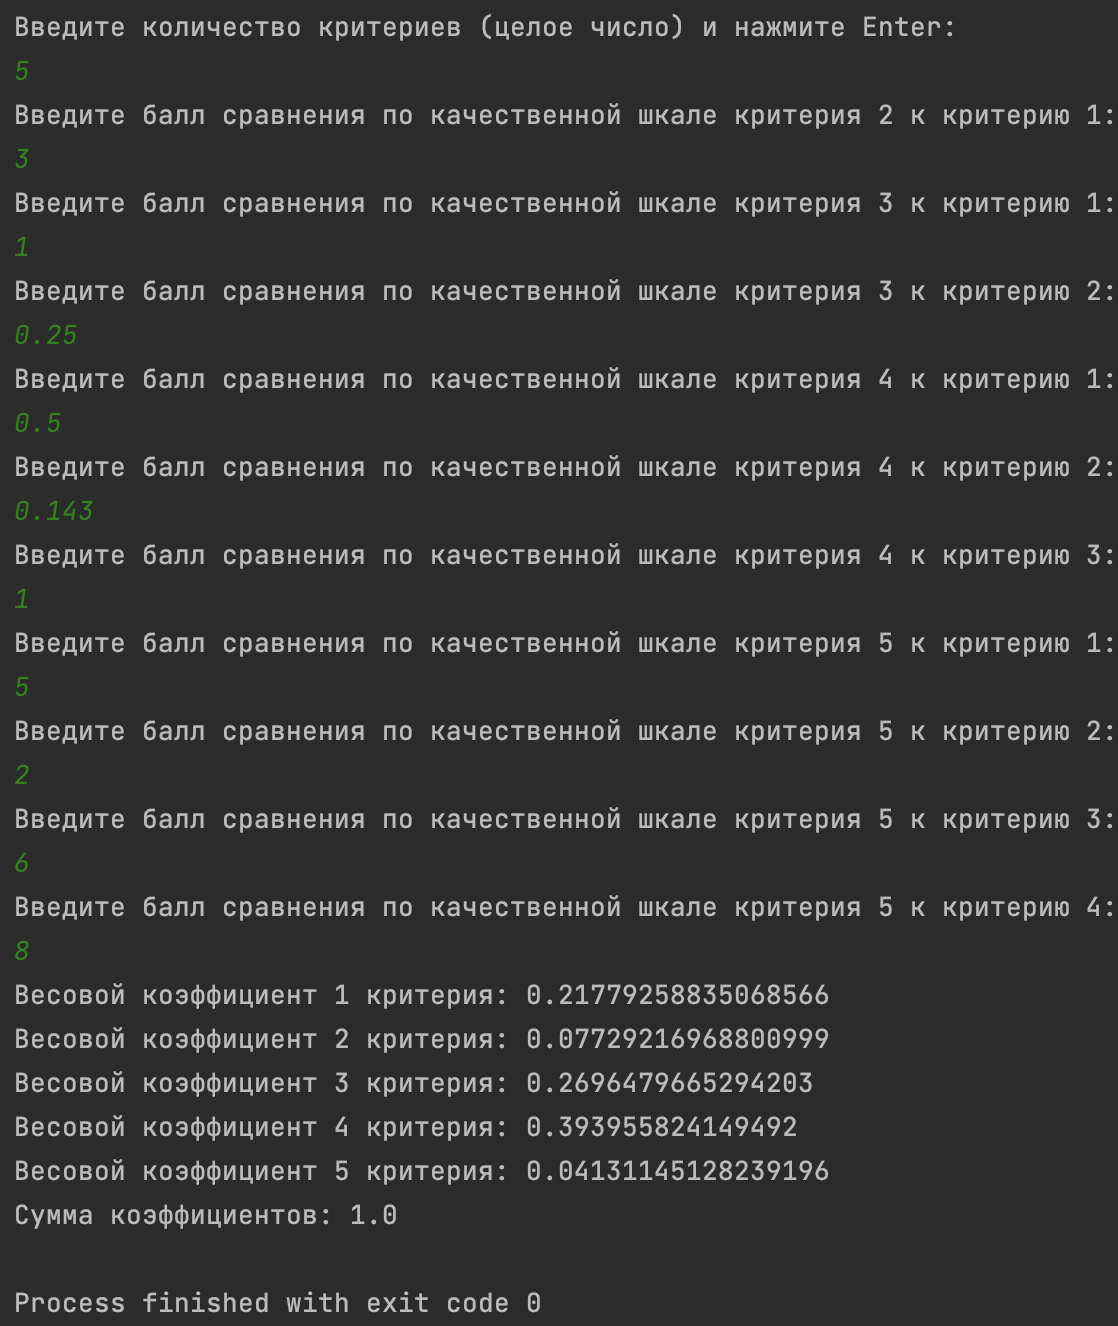 Введите количество критериев (целое число) и нажмите Enter:
5
Введите балл сравнения по качественной шкале критерия 2 к критерию 1:
3
Введите балл сравнения по качественной шкале критерия 3 к критерию 1:
1
Введите балл сравнения по качественной шкале критерия 3 к критерию 2:
0.25
Введите балл сравнения по качественной шкале критерия 4 к критерию 1:
0.5
Введите балл сравнения по качественной шкале критерия 4 к критерию 2:
0.143
Введите балл сравнения по качественной шкале критерия 4 к критерию 3:
1
Введите балл сравнения по качественной шкале критерия 5 к критерию 1:
5
Введите балл сравнения по качественной шкале критерия 5 к критерию 2:
2
Введите балл сравнения по качественной шкале критерия 5 к критерию 3:
6
Введите балл сравнения по качественной шкале критерия 5 к критерию 4:
8
Весовой коэффициент 1 критерия: 0.21779258835068566
Весовой коэффициент 2 критерия: 0.07729216968800999
Весовой коэффициент 3 критерия: 0.2696479665294203
Весовой коэффициент 4 критерия: 0.393955824149492
Весовой коэффициент 5 критерия: 0.04131145128239196
Сумма коэффициентов: 1.0
Process finished with exit code 0